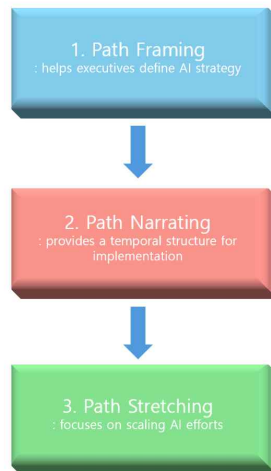 1. Path Framing
: helps executives define AI strategy
2. Path Narrating
: provides a temporal structure for
implementation
3. Path Stretching
: focuses on scaling AI efforts